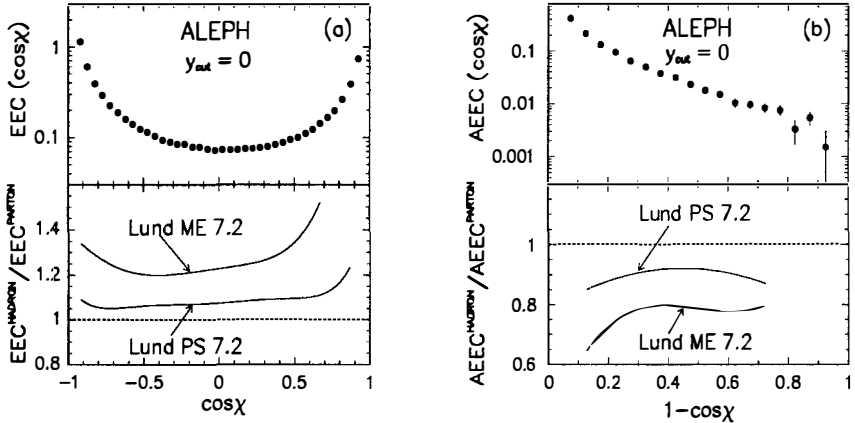 ALEPH (a)
y_cut = 0
EEC (cosχ)
1
0.1
EEC^HADRON/EEC^PARTON
1.4
1.2
1
0.8
Lund ME 7.2
Lund PS 7.2
−1 −0.5 0 0.5 1
cosχ
ALEPH (b)
y_cut = 0
AEEC (cosχ)
0.1
0.01
0.001
AEEC^HADRON/AEEC^PARTON
1
0.8
0.6
Lund PS 7.2
Lund ME 7.2
0 0.2 0.4 0.6 0.8 1
1−cosχ